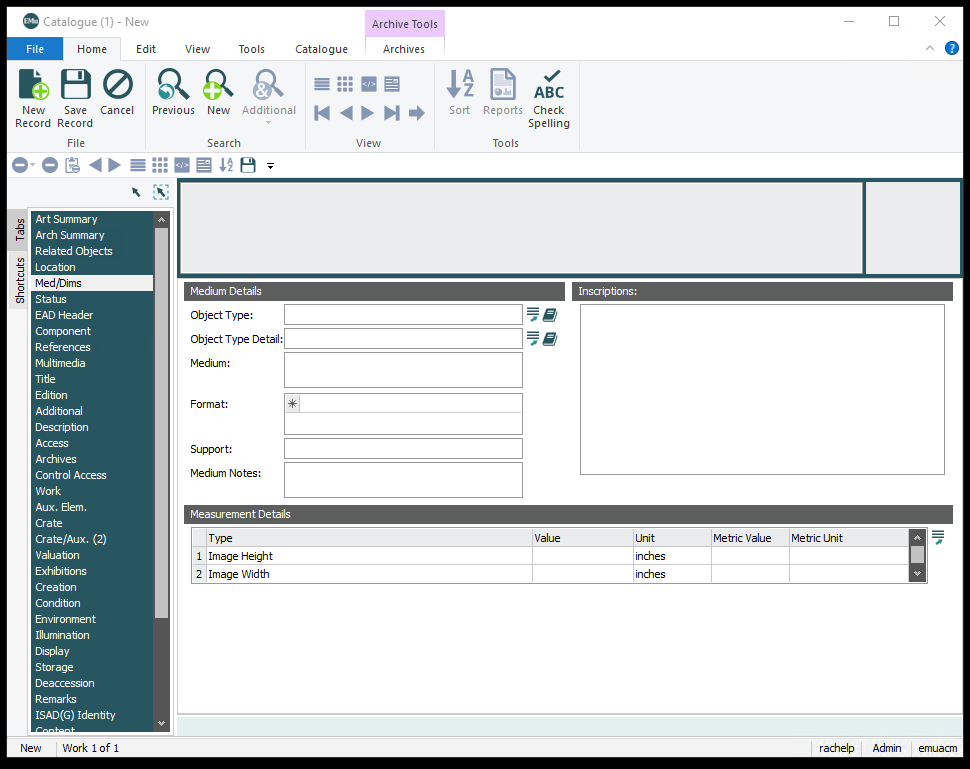 EMu Catalogue (1) - New
Archive Tools
File Home Edit View Tools Catalogue Archives
?
New Record
Save Record
Cancel
Previous
New
Additional
Sort
Reports
ABC
Check Spelling
File Search View Tools
Tabs
Shortcuts
Art Summary
Arch Summary
Related Objects
Location
Med/Dims
Status
EAD Header
Component
References
Multimedia
Title
Edition
Additional
Description
Access
Archives
Control Access
Work
Aux. Elem.
Crate
Crate/Aux. (2)
Valuation
Exhibitions
Creation
Condition
Environment
Illumination
Display
Storage
Deaccession
Remarks
ISAD(G) Identity
Content
Medium Details
Object Type:
Object Type Detail:
Medium:
Format:
Support:
Medium Notes:
Inscriptions:
Measurement Details
Type Value Unit Metric Value Metric Unit
1 Image Height inches
2 Image Width inches
New Work 1 of 1 rachelp Admin emuacm